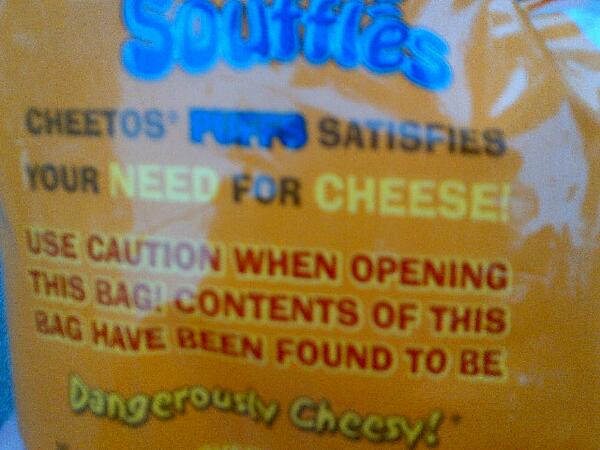 Soufflés
CHEETOS® PUFFS SATISFIES
YOUR NEED FOR CHEESE!
USE CAUTION WHEN OPENING
THIS BAG! CONTENTS OF THIS
BAG HAVE BEEN FOUND TO BE
Dangerously Cheesy!